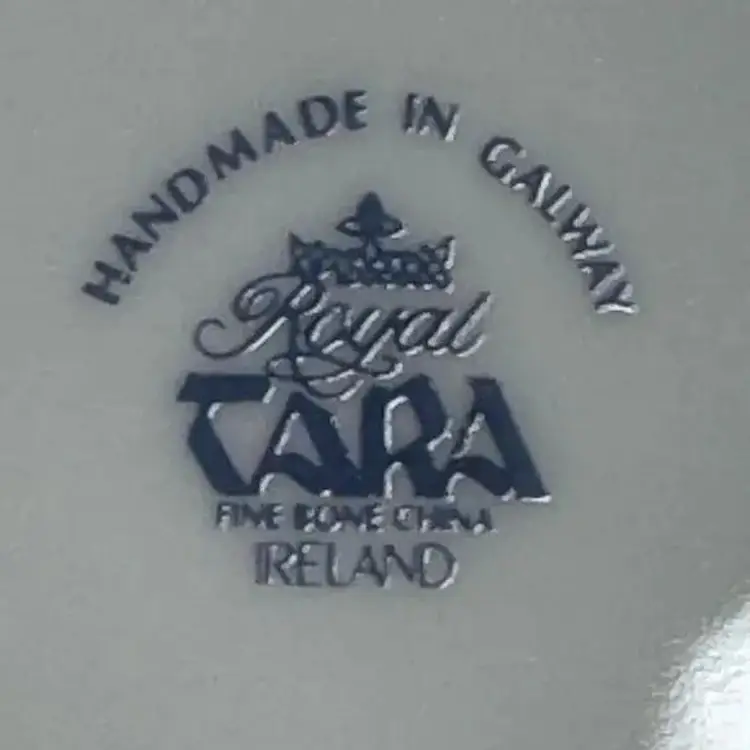 HANDMADE IN GALWAY
Royal
TARA
FINE BONE CHINA
IRELAND